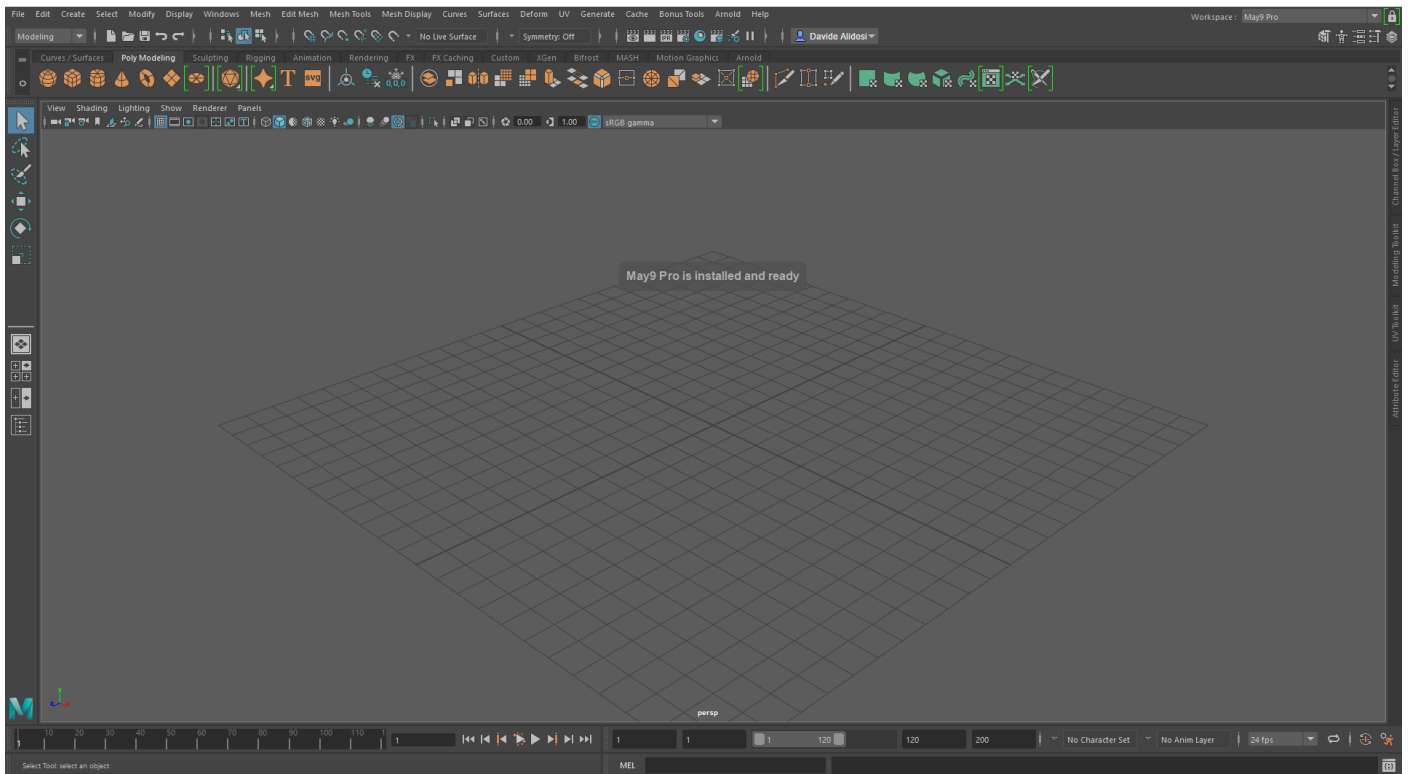 File Edit Create Select Modify Display Windows Mesh Edit Mesh Mesh Tools Mesh Display Curves Surfaces Deform UV Generate Cache Bonus Tools Arnold Help Workspace: May9 Pro
Modeling No Live Surface Symmetry: Off Davide Alidosi
Curves / Surfaces Poly Modeling Sculpting Rigging Animation Rendering FX FX Caching Custom XGen Bifrost MASH Motion Graphics Arnold
T SVG 0,0,0
View Shading Lighting Show Renderer Panels
0.00 1.00 sRGB gamma
Channel Box / Layer Editor
Modeling Toolkit
UV Toolkit
Attribute Editor
May9 Pro is installed and ready
persp
10 20 30 40 50 60 70 80 90 100 110 1
1 1 1 1 1 120 120 200 No Character Set No Anim Layer 24 fps
Select Tool: select an object MEL